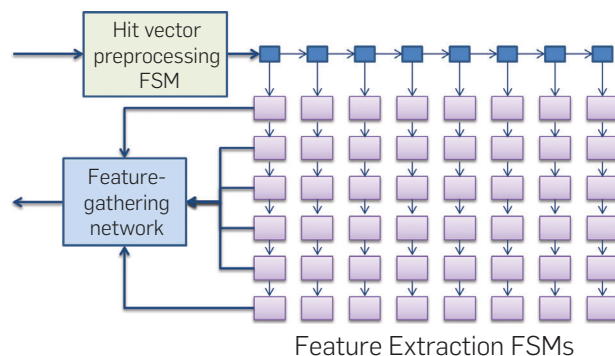 Hit vector
preprocessing
FSM
Feature-
gathering
network
Feature Extraction FSMs